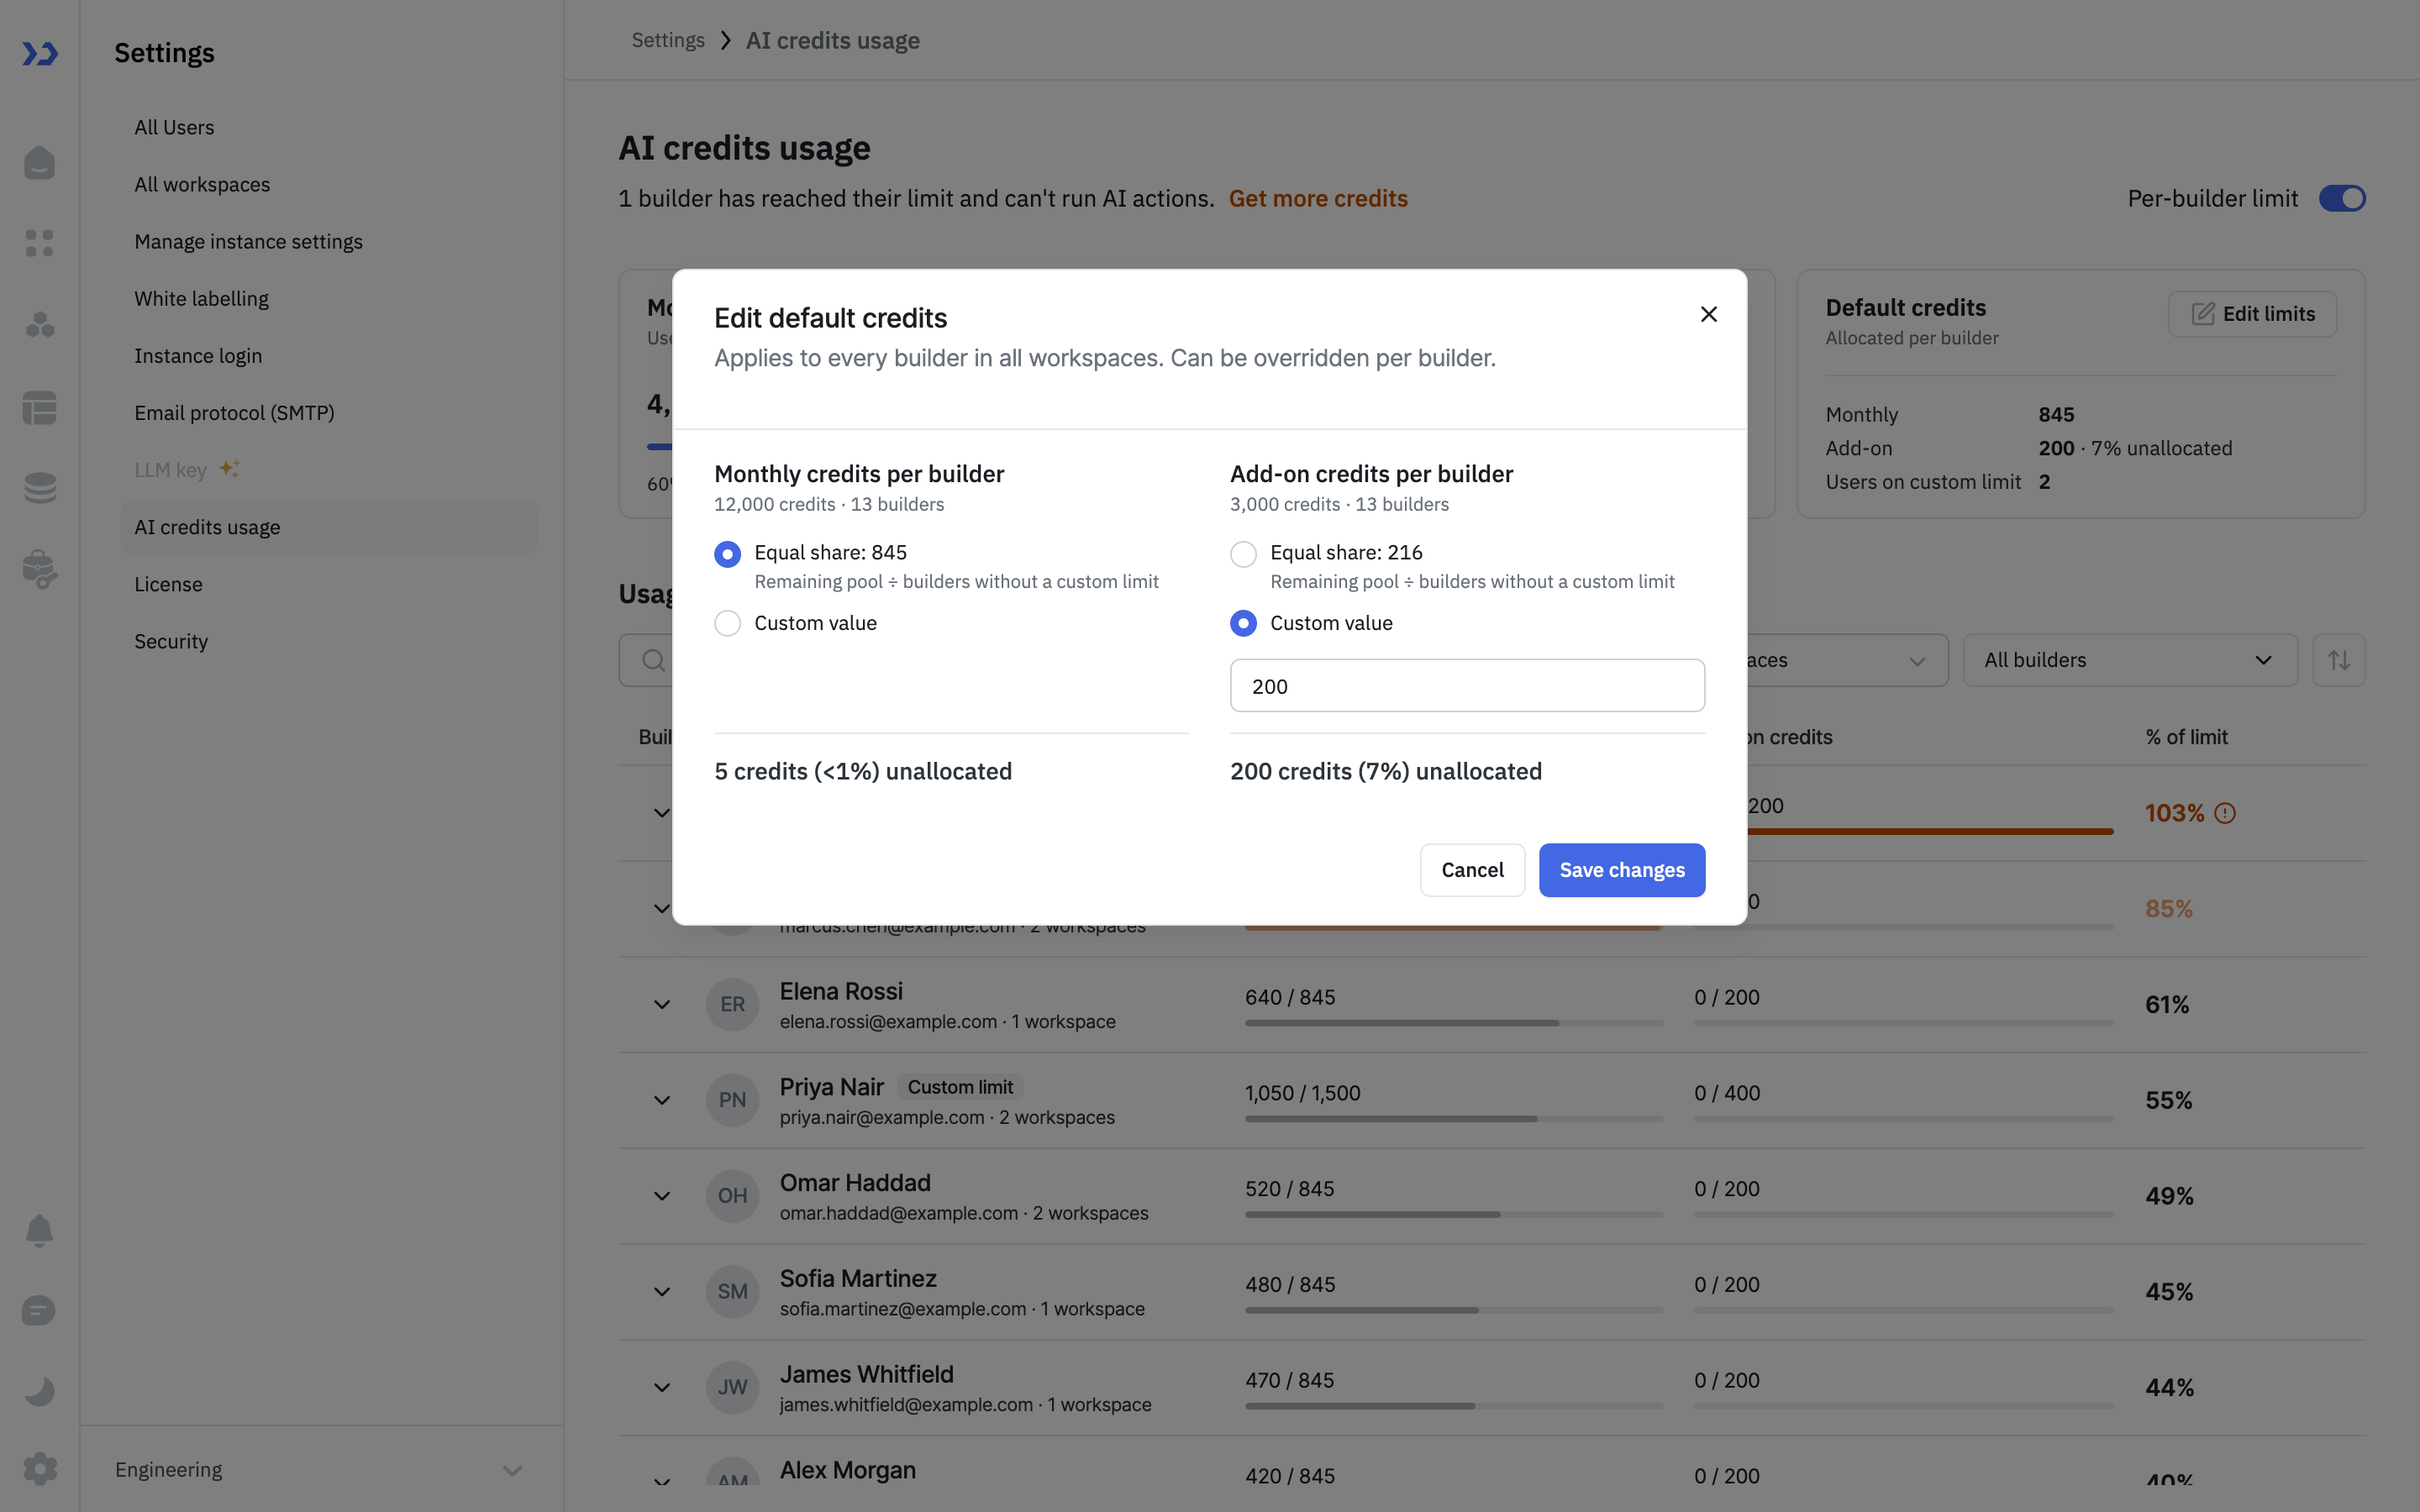 Settings
All Users
All workspaces
Manage instance settings
White labelling
Instance login
Email protocol (SMTP)
LLM key
AI credits usage
License
Security
Engineering
Settings > AI credits usage
AI credits usage
1 builder has reached their limit and can't run AI actions. Get more credits
Per-builder limit
Default credits
Edit limits
Allocated per builder
Monthly 845
Add-on 200 · 7% unallocated
Users on custom limit 2
Edit default credits
Applies to every builder in all workspaces. Can be overridden per builder.
Monthly credits per builder
12,000 credits · 13 builders
Equal share: 845
Remaining pool ÷ builders without a custom limit
Custom value
5 credits (<1%) unallocated
Add-on credits per builder
3,000 credits · 13 builders
Equal share: 216
Remaining pool ÷ builders without a custom limit
Custom value
200
200 credits (7%) unallocated
Cancel
Save changes
All builders
% of limit
200
103%
85%
marcus.chen@example.com · 2 workspaces
ER
Elena Rossi
elena.rossi@example.com · 1 workspace
640 / 845
0 / 200
61%
PN
Priya Nair Custom limit
priya.nair@example.com · 2 workspaces
1,050 / 1,500
0 / 400
55%
OH
Omar Haddad
omar.haddad@example.com · 2 workspaces
520 / 845
0 / 200
49%
SM
Sofia Martinez
sofia.martinez@example.com · 1 workspace
480 / 845
0 / 200
45%
JW
James Whitfield
james.whitfield@example.com · 1 workspace
470 / 845
0 / 200
44%
AM
Alex Morgan
420 / 845
0 / 200
40%